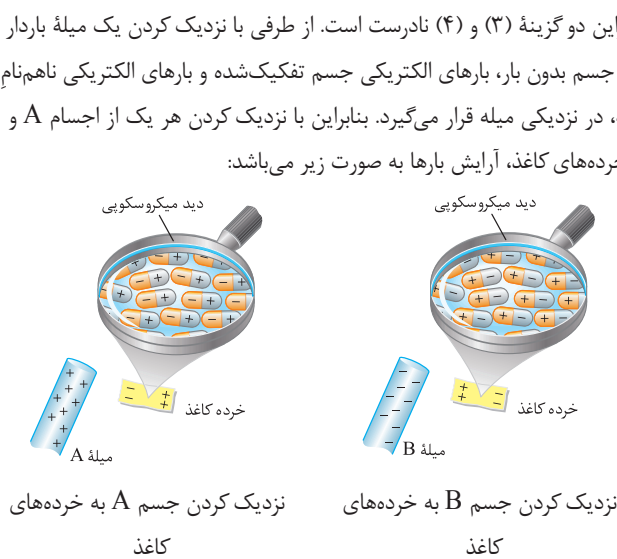 این دو گزینهٔ (۳) و (۴) نادرست است. از طرفی با نزدیک کردن یک میلهٔ باردار
جسم بدون بار، بارهای الکتریکی جسم تفکیک‌شده و بارهای الکتریکی ناهم‌نامِ
در نزدیکی میله قرار می‌گیرد. بنابراین با نزدیک کردن هر یک از اجسام A و
خرده‌های کاغذ، آرایش بارها به صورت زیر می‌باشد:
دید میکروسکوپی
دید میکروسکوپی
خرده کاغذ
خرده کاغذ
میلهٔ B
میلهٔ A
نزدیک کردن جسم B به خرده‌های
کاغذ
نزدیک کردن جسم A به خرده‌های
کاغذ